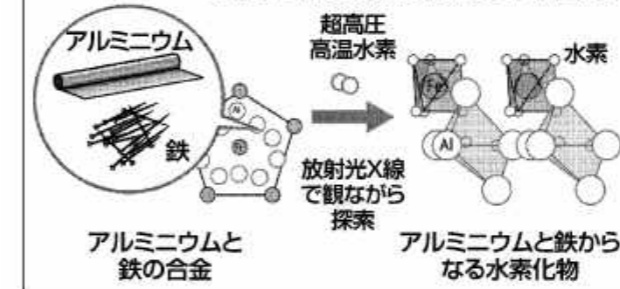 アルミニウム
鉄
Al
アルミニウムと
鉄の合金
超高圧
高温水素
放射光X線
で観ながら
探索
水素
Fe
Al
アルミニウムと鉄から
なる水素化物